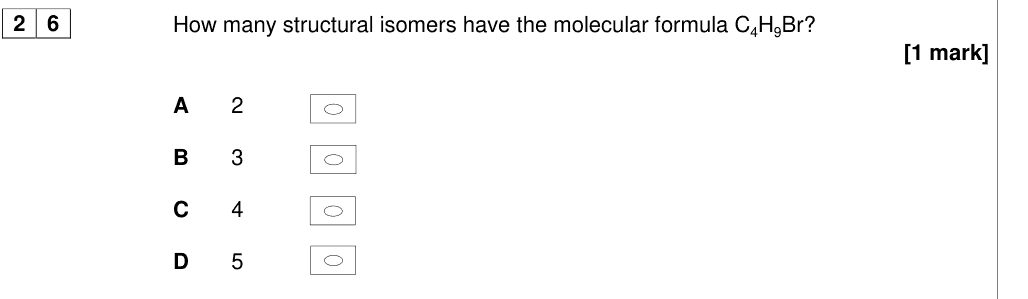 2 6 How many structural isomers have the molecular formula C₄H₉Br?
[1 mark]
A 2
B 3
C 4
D 5